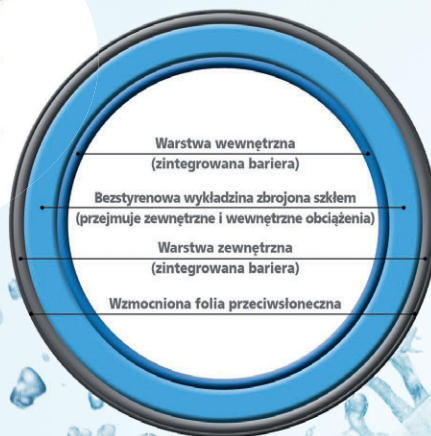 Warstwa wewnętrzna
(zintegrowana bariera)
Bezstyrenowa wykładzina zbrojona szkłem
(przejmuje zewnętrzne i wewnętrzne obciążenia)
Warstwa zewnętrzna
(zintegrowana bariera)
Wzmocniona folia przeciwsłoneczna